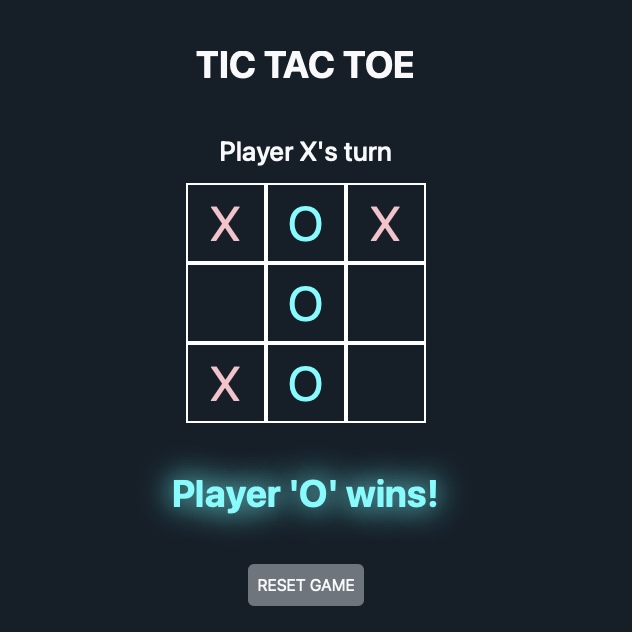 TIC TAC TOE
Player X's turn
X O X
O
X O
Player 'O' wins!
RESET GAME